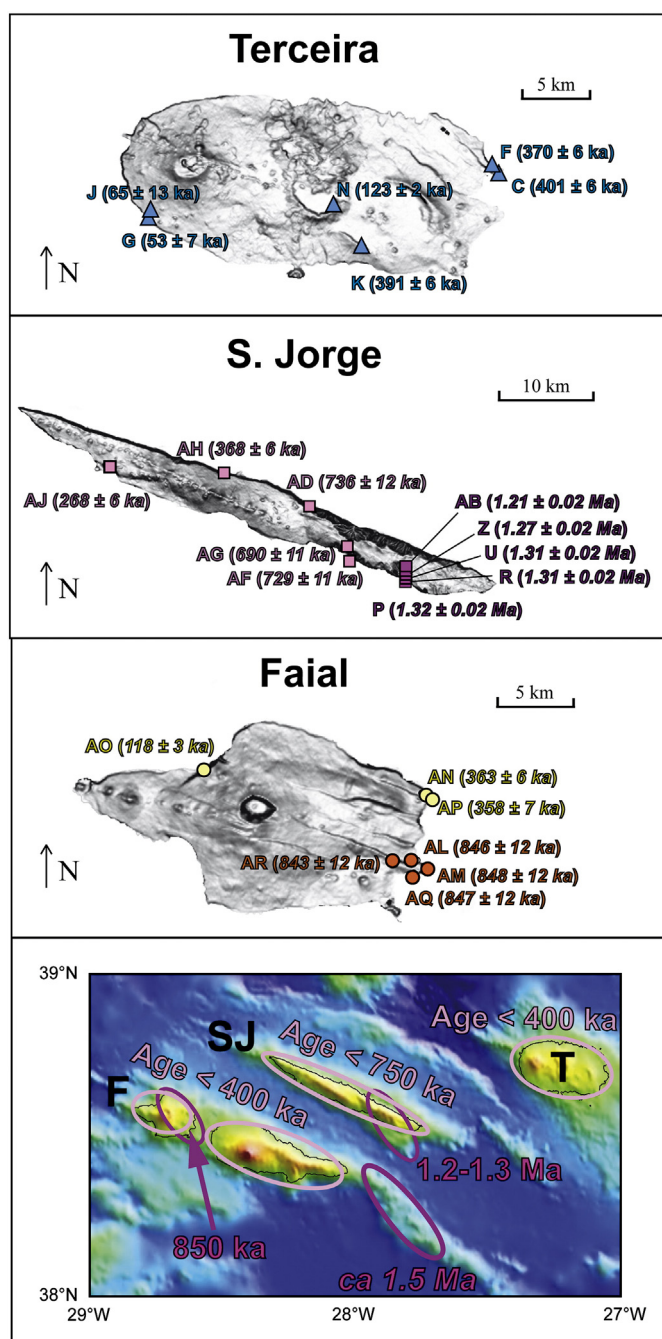 Terceira
5 km
F (370 ± 6 ka)
J (65 ± 13 ka)
N (123 ± 2 ka)
C (401 ± 6 ka)
G (53 ± 7 ka)
K (391 ± 6 ka)
N
S. Jorge
10 km
AH (368 ± 6 ka)
AD (736 ± 12 ka)
AB (1.21 ± 0.02 Ma)
AJ (268 ± 6 ka)
Z (1.27 ± 0.02 Ma)
AG (690 ± 11 ka)
U (1.31 ± 0.02 Ma)
AF (729 ± 11 ka)
R (1.31 ± 0.02 Ma)
P (1.32 ± 0.02 Ma)
N
Faial
5 km
AO (118 ± 3 ka)
AN (363 ± 6 ka)
AP (358 ± 7 ka)
AL (846 ± 12 ka)
AR (843 ± 12 ka)
AM (848 ± 12 ka)
AQ (847 ± 12 ka)
N
39°N
Age < 400 ka
SJ
Age < 750 ka
T
F
Age < 400 ka
1.2-1.3 Ma
850 ka
ca 1.5 Ma
38°N
29°W
28°W
27°W